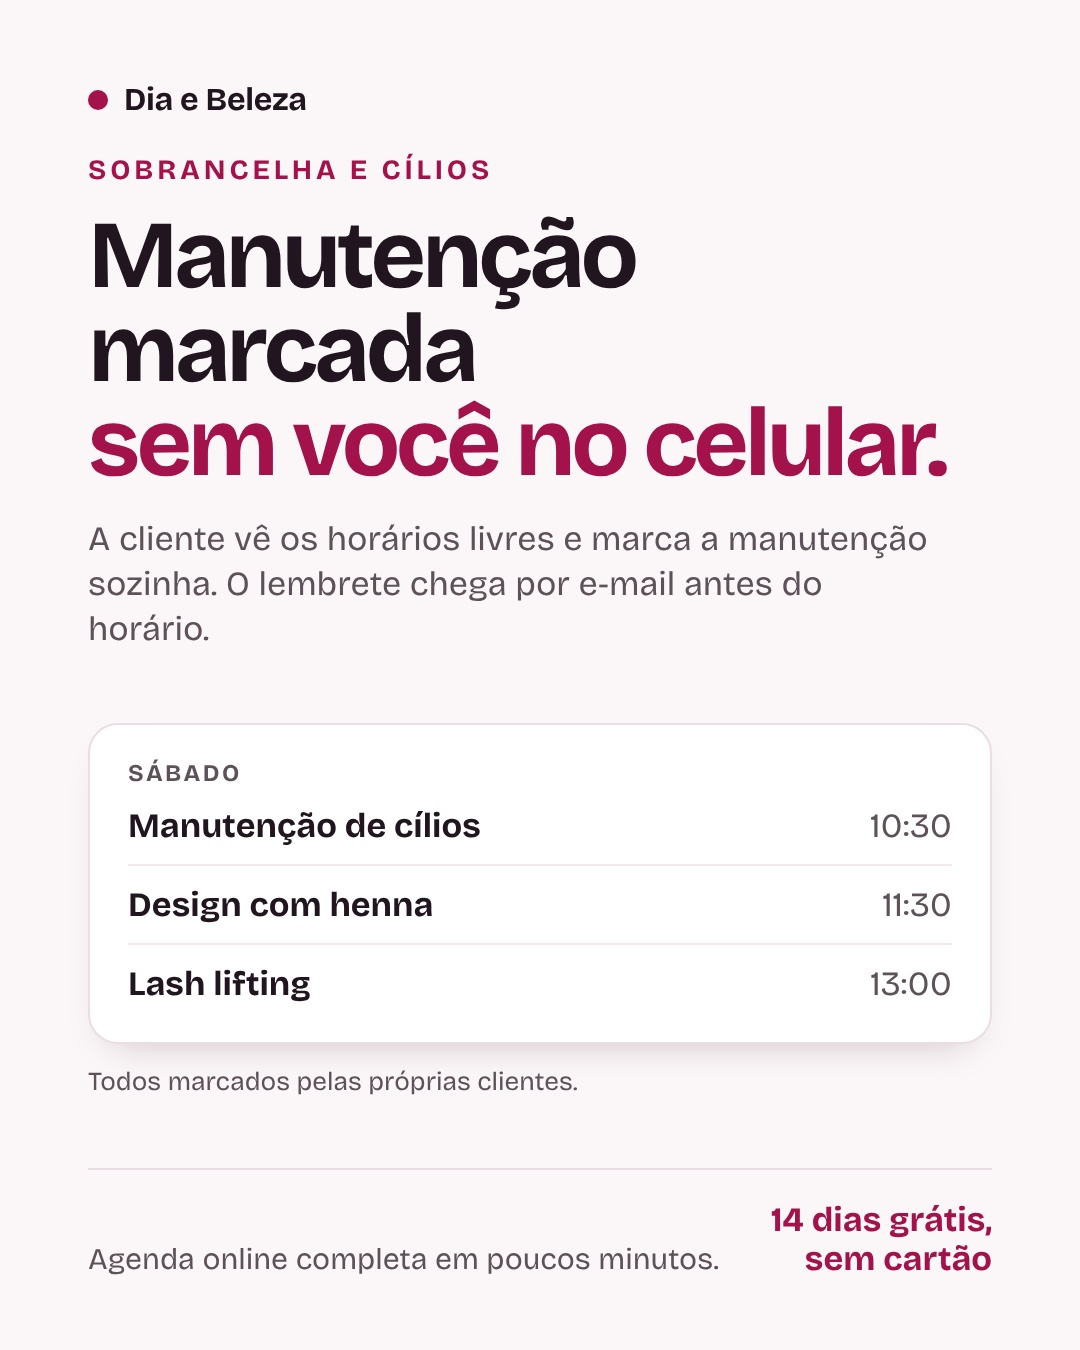 Dia e Beleza
SOBRANCELHA E CÍLIOS
Manutenção
marcada
sem você no celular.
A cliente vê os horários livres e marca a manutenção
sozinha. O lembrete chega por e-mail antes do
horário.
SÁBADO
Manutenção de cílios 10:30
Design com henna 11:30
Lash lifting 13:00
Todos marcados pelas próprias clientes.
Agenda online completa em poucos minutos.
14 dias grátis,
sem cartão